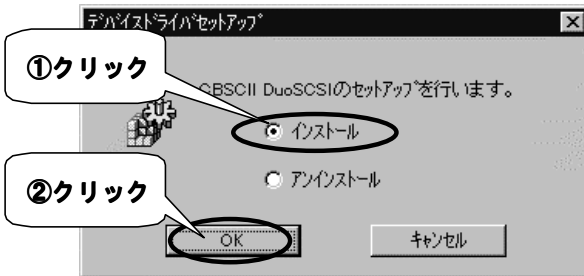 ﾃﾞﾊﾞｲｽﾄﾞﾗｲﾊﾞｾｯﾄｱｯﾌﾟ
①クリック
CBSCII DuoSCSIのｾｯﾄｱｯﾌﾟを行います。
ｲﾝｽﾄｰﾙ
ｱﾝｲﾝｽﾄｰﾙ
②クリック
OK
ｷｬﾝｾﾙ